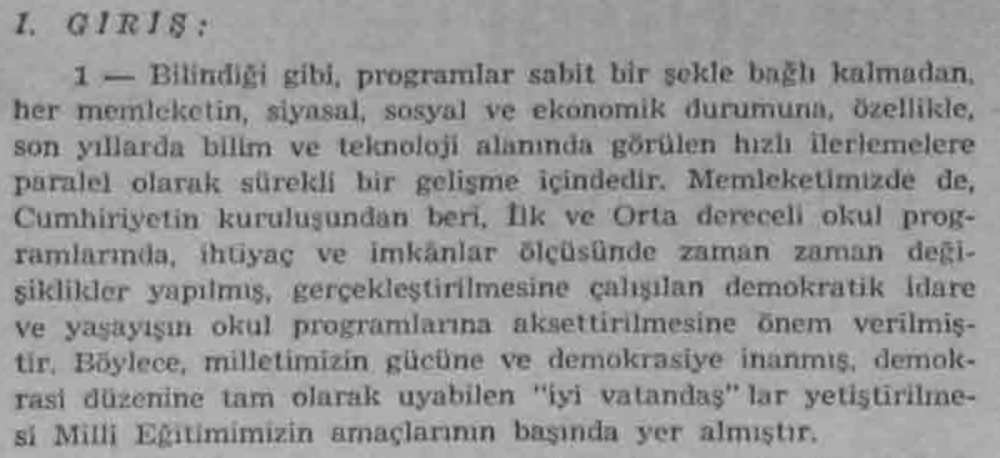 I. GİRİŞ:
1 — Bilindiği gibi, programlar sabit bir şekle bağlı kalmadan,
her memleketin, siyasal, sosyal ve ekonomik durumuna, özellikle,
son yıllarda bilim ve teknoloji alanında görülen hızlı ilerlemelere
paralel olarak sürekli bir gelişme içindedir. Memleketimizde de,
Cumhiriyetin kuruluşundan beri, İlk ve Orta dereceli okul prog-
ramlarında, ihtiyaç ve imkânlar ölçüsünde zaman zaman deği-
şiklikler yapılmış, gerçekleştirilmesine çalışılan demokratik idare
ve yaşayışın okul programlarına aksettirilmesine önem verilmiş-
tir. Böylece, milletimizin gücüne ve demokrasiye inanmış, demok-
rasi düzenine tam olarak uyabilen "iyi vatandaş" lar yetiştirilme-
si Milli Eğitimimizin amaçlarının başında yer almıştır.